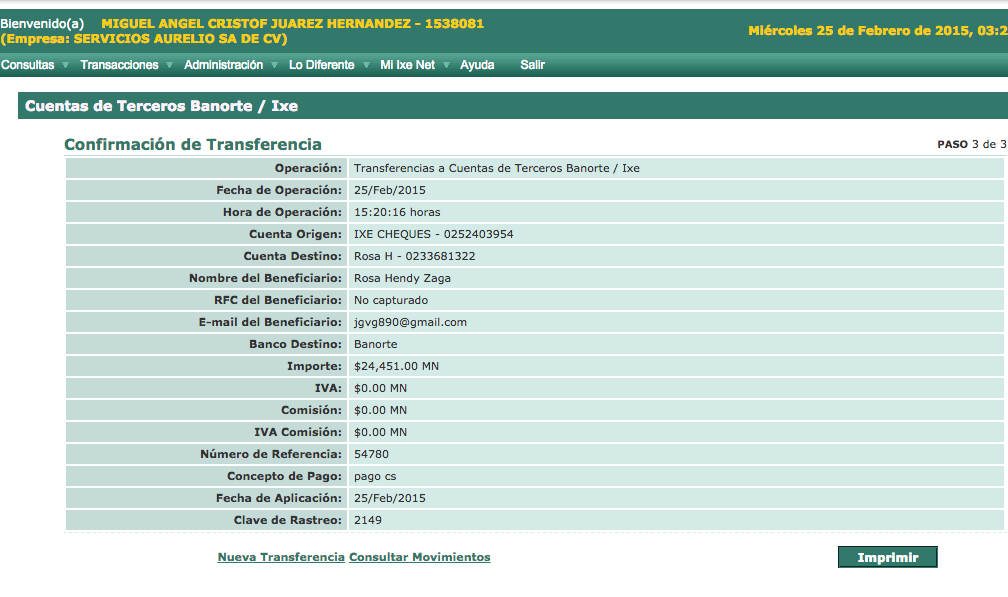 Bienvenido(a) MIGUEL ANGEL CRISTOF JUAREZ HERNANDEZ - 1538081
(Empresa: SERVICIOS AURELIO SA DE CV)
Miércoles 25 de Febrero de 2015, 03:2
Consultas Transacciones Administración Lo Diferente Mi Ixe Net Ayuda Salir
Cuentas de Terceros Banorte / Ixe
Confirmación de Transferencia
PASO 3 de 3
Operación: Transferencias a Cuentas de Terceros Banorte / Ixe
Fecha de Operación: 25/Feb/2015
Hora de Operación: 15:20:16 horas
Cuenta Origen: IXE CHEQUES - 0252403954
Cuenta Destino: Rosa H - 0233681322
Nombre del Beneficiario: Rosa Hendy Zaga
RFC del Beneficiario: No capturado
E-mail del Beneficiario: jgvg890@gmail.com
Banco Destino: Banorte
Importe: $24,451.00 MN
IVA: $0.00 MN
Comisión: $0.00 MN
IVA Comisión: $0.00 MN
Número de Referencia: 54780
Concepto de Pago: pago cs
Fecha de Aplicación: 25/Feb/2015
Clave de Rastreo: 2149
Nueva Transferencia Consultar Movimientos
Imprimir